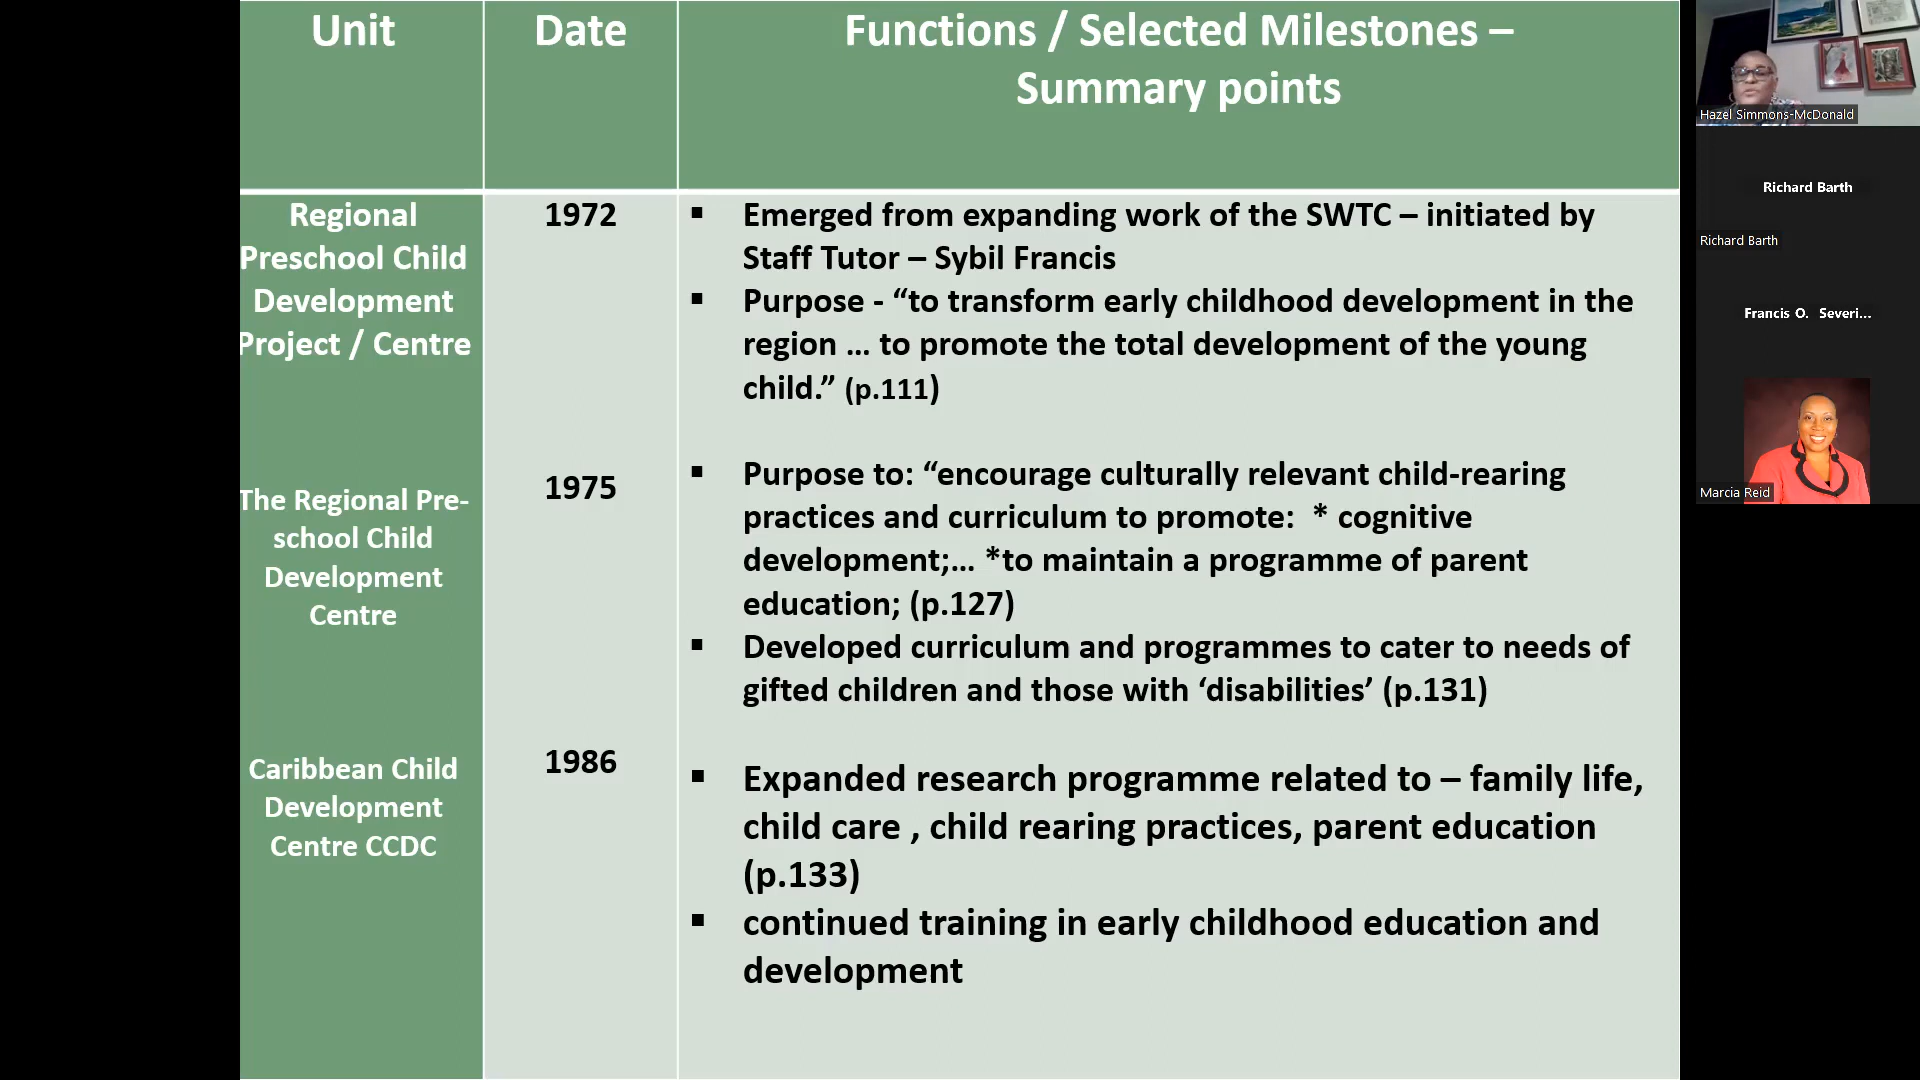 Unit
Date
Functions / Selected Milestones –
Summary points
Regional
Preschool Child
Development
Project / Centre
1972
▪ Emerged from expanding work of the SWTC – initiated by
Staff Tutor – Sybil Francis
▪ Purpose - “to transform early childhood development in the
region ... to promote the total development of the young
child.” (p.111)
The Regional Pre-
school Child
Development
Centre
1975
▪ Purpose to: “encourage culturally relevant child-rearing
practices and curriculum to promote:  * cognitive
development;... *to maintain a programme of parent
education; (p.127)
▪ Developed curriculum and programmes to cater to needs of
gifted children and those with ‘disabilities’ (p.131)
Caribbean Child
Development
Centre CCDC
1986
▪ Expanded research programme related to – family life,
child care , child rearing practices, parent education
(p.133)
▪ continued training in early childhood education and
development
Hazel Simmons-McDonald
Richard Barth
Richard Barth
Francis O.  Severi...
Marcia Reid